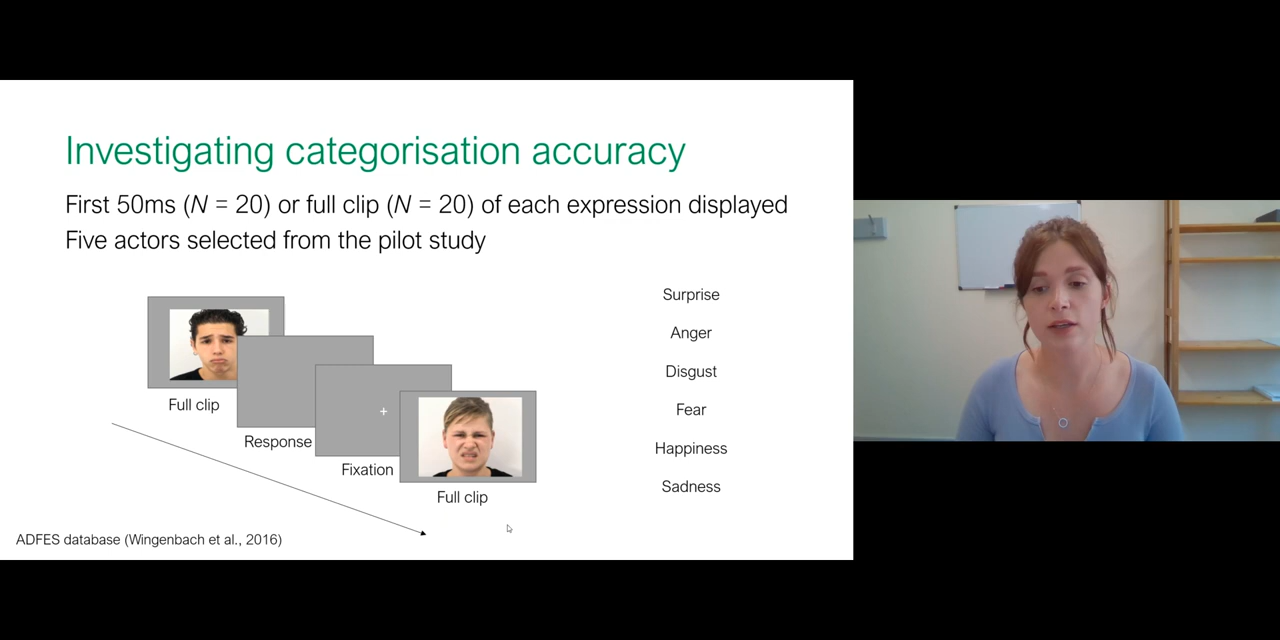 Investigating categorisation accuracy
First 50ms (N = 20) or full clip (N = 20) of each expression displayed
Five actors selected from the pilot study
Full clip
Response
Fixation
Full clip
Surprise
Anger
Disgust
Fear
Happiness
Sadness
ADFES database (Wingenbach et al., 2016)